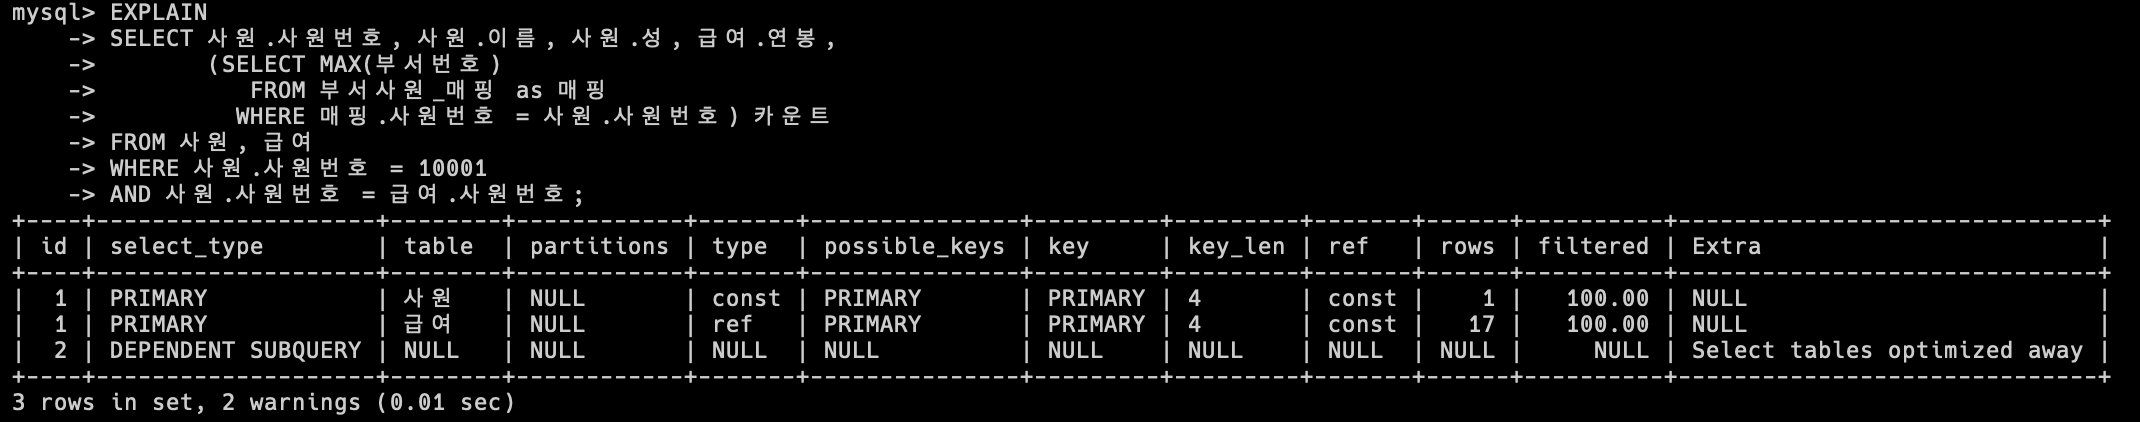 mysql> EXPLAIN
    -> SELECT 사원.사원번호, 사원.이름, 사원.성, 급여.연봉,
    ->        (SELECT MAX(부서번호)
    ->           FROM 부서사원_매핑 as 매핑
    ->          WHERE 매핑.사원번호 = 사원.사원번호) 카운트
    -> FROM 사원, 급여
    -> WHERE 사원.사원번호 = 10001
    -> AND 사원.사원번호 = 급여.사원번호;
+----+--------------------+-------+------------+-------+---------------+---------+---------+-------+------+----------+------------------------------+
| id | select_type        | table | partitions | type  | possible_keys | key     | key_len | ref   | rows | filtered | Extra                        |
+----+--------------------+-------+------------+-------+---------------+---------+---------+-------+------+----------+------------------------------+
|  1 | PRIMARY            | 사원  | NULL       | const | PRIMARY       | PRIMARY | 4       | const |    1 |   100.00 | NULL                         |
|  1 | PRIMARY            | 급여  | NULL       | ref   | PRIMARY       | PRIMARY | 4       | const |   17 |   100.00 | NULL                         |
|  2 | DEPENDENT SUBQUERY | NULL  | NULL       | NULL  | NULL          | NULL    | NULL    | NULL  | NULL |     NULL | Select tables optimized away |
+----+--------------------+-------+------------+-------+---------------+---------+---------+-------+------+----------+------------------------------+
3 rows in set, 2 warnings (0.01 sec)